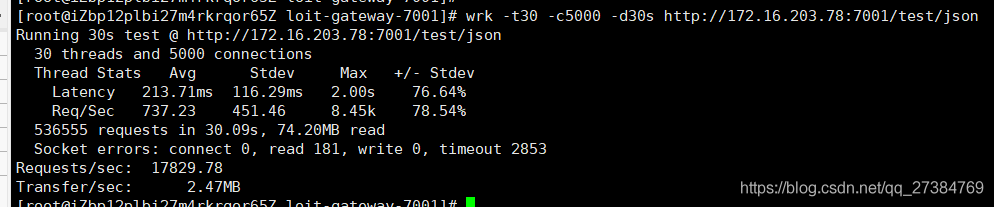 [root@iZbp12plbi27m4rkrqor65Z loit-gateway-7001]# wrk -t30 -c5000 -d30s http://172.16.203.78:7001/test/json
Running 30s test @ http://172.16.203.78:7001/test/json
  30 threads and 5000 connections
  Thread Stats   Avg      Stdev     Max   +/- Stdev
    Latency   213.71ms  116.29ms   2.00s    76.64%
    Req/Sec   737.23    451.46     8.45k    78.54%
  536555 requests in 30.09s, 74.20MB read
  Socket errors: connect 0, read 181, write 0, timeout 2853
Requests/sec:  17829.78
Transfer/sec:      2.47MB
[root@iZbp12plbi27m4rkrqor65Z loit-gateway-7001]#
https://blog.csdn.net/qq_27384769